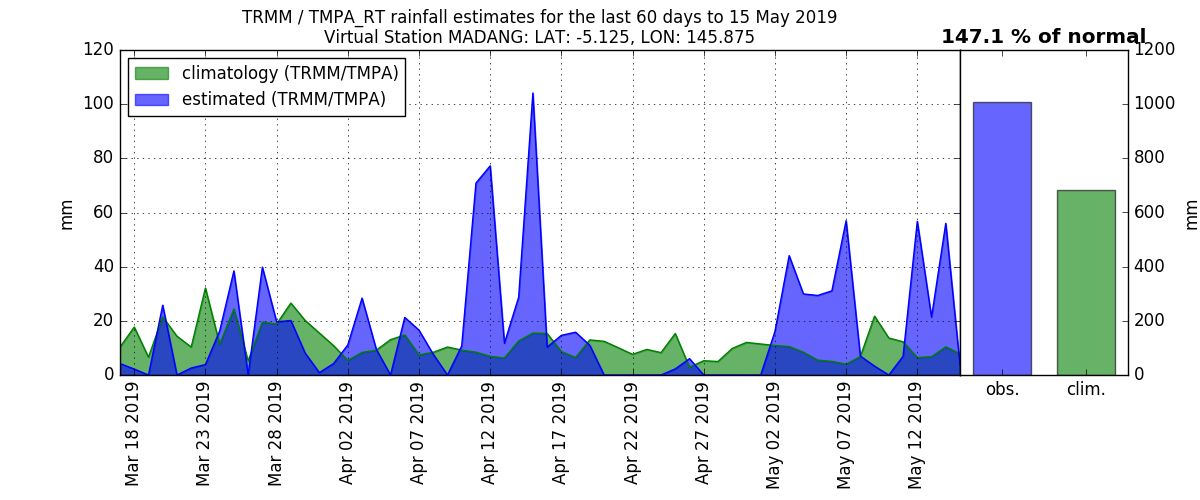 TRMM / TMPA_RT rainfall estimates for the last 60 days to 15 May 2019
Virtual Station MADANG: LAT: -5.125, LON: 145.875
147.1 % of normal
climatology (TRMM/TMPA)
estimated (TRMM/TMPA)
120
100
80
60
40
20
0
mm
1200
1000
800
600
400
200
0
mm
Mar 18 2019
Mar 23 2019
Mar 28 2019
Apr 02 2019
Apr 07 2019
Apr 12 2019
Apr 17 2019
Apr 22 2019
Apr 27 2019
May 02 2019
May 07 2019
May 12 2019
obs.
clim.